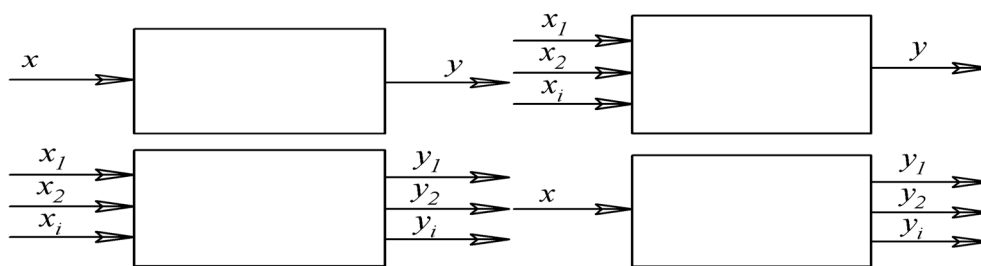 x
y
x₁
x₂
xᵢ
y
x₁
x₂
xᵢ
y₁
y₂
yᵢ
x
y₁
y₂
yᵢ